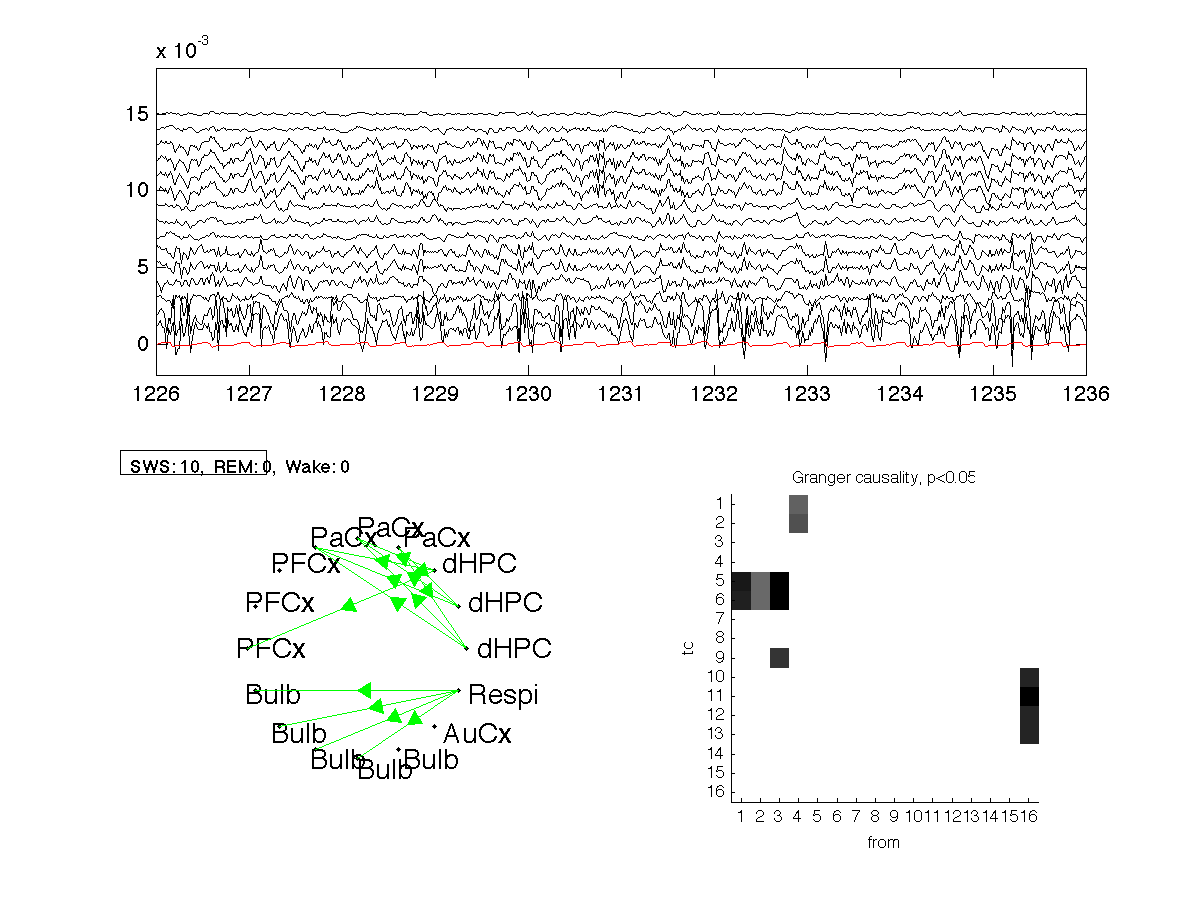 x 10-3
15
10
5
0
1226 1227 1228 1229 1230 1231 1232 1233 1234 1235 1236
SWS:10, REM:0, Wake:0
Granger causality, p<0.05
PaCx
PaCx PaCx
PFCx dHPC
PFCx dHPC
PFCx dHPC
Bulb Respi
Bulb AuCx
Bulb Bulb
Bulb
1
2
3
4
5
6
7
8
9
10
11
12
13
14
15
16
tc
1 2 3 4 5 6 7 8 9 10 11 12 13 14 15 16
from